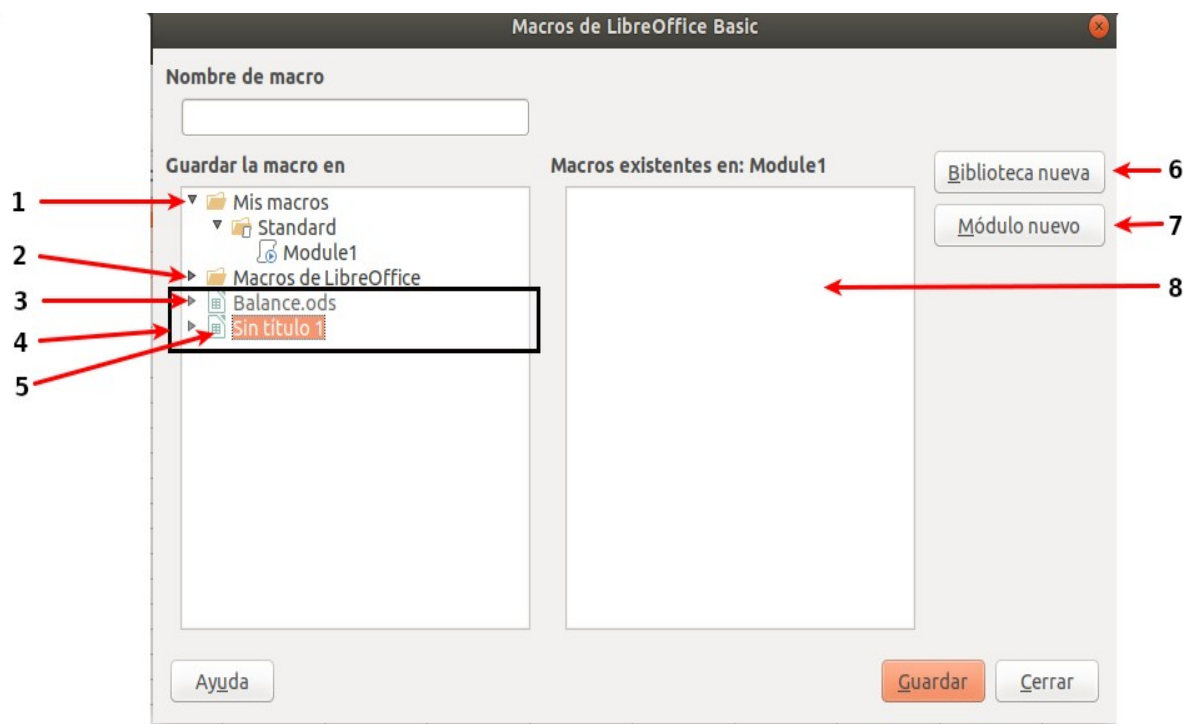 Macros de LibreOffice Basic
Nombre de macro
Guardar la macro en
Macros existentes en: Module1
Biblioteca nueva
6
1
Mis macros
Standard
Módulo nuevo
7
2
Module1
Macros de LibreOffice
8
3
Balance.ods
4
Sin título 1
5
Ayuda
Guardar
Cerrar